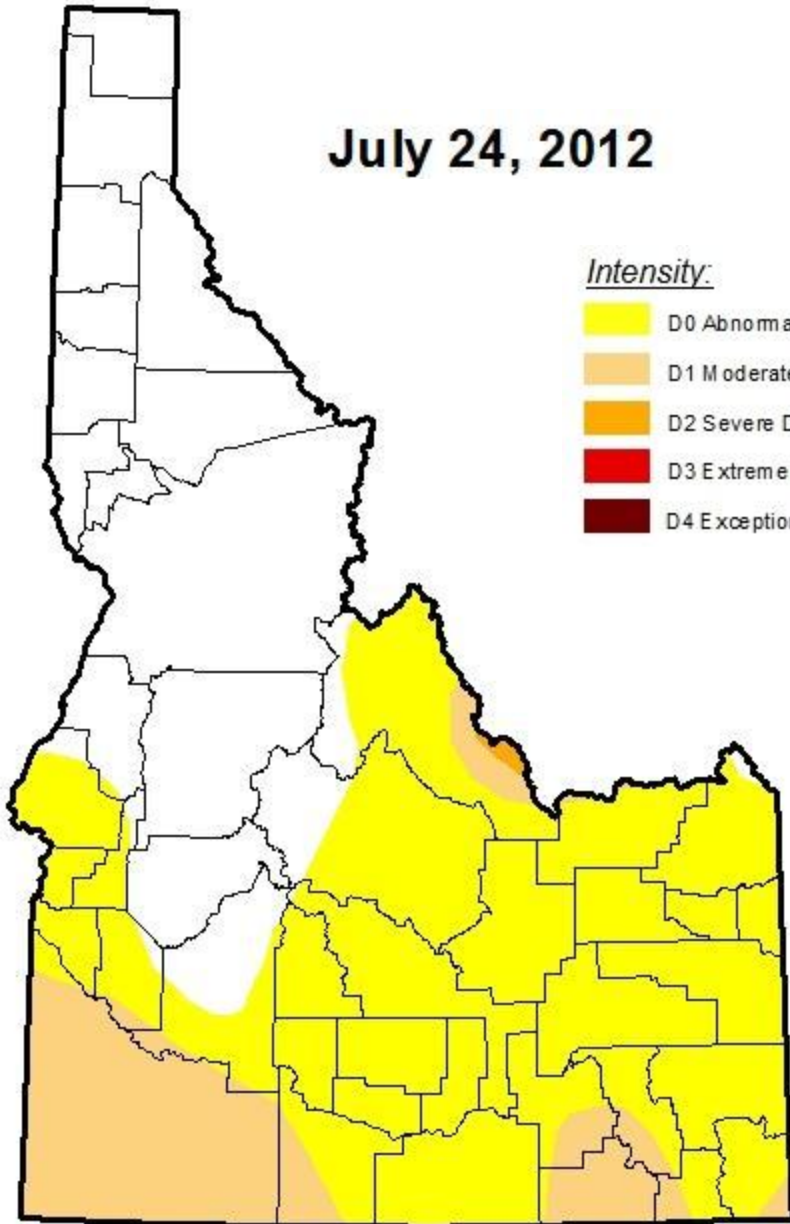 July 24, 2012
Intensity:
D0 Abnorma
D1 Moderate
D2 Severe D
D3 Extreme
D4 Exception